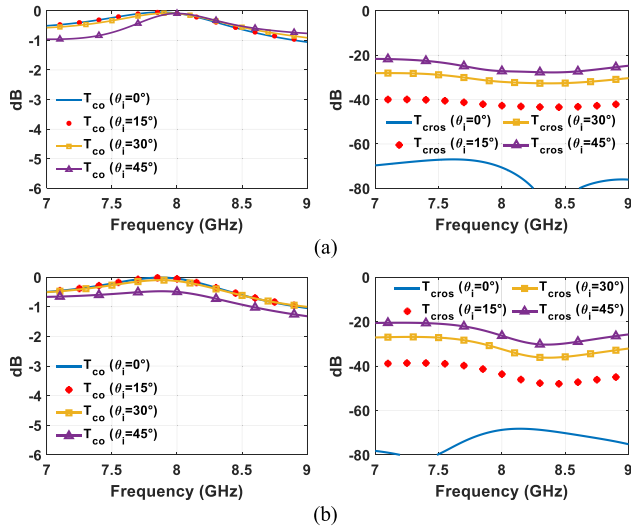 0
-1
-2
-3
-4
-5
-6
dB
T_co (θ_i=0°)
T_co (θ_i=15°)
T_co (θ_i=30°)
T_co (θ_i=45°)
7 7.5 8 8.5 9
Frequency (GHz)
0
-20
-40
-60
-80
dB
T_cros (θ_i=0°) T_cros (θ_i=30°)
T_cros (θ_i=15°) T_cros (θ_i=45°)
7 7.5 8 8.5 9
Frequency (GHz)
(a)
0
-1
-2
-3
-4
-5
-6
dB
T_co (θ_i=0°)
T_co (θ_i=15°)
T_co (θ_i=30°)
T_co (θ_i=45°)
7 7.5 8 8.5 9
Frequency (GHz)
0
-20
-40
-60
-80
dB
T_cros (θ_i=0°) T_cros (θ_i=30°)
T_cros (θ_i=15°) T_cros (θ_i=45°)
7 7.5 8 8.5 9
Frequency (GHz)
(b)